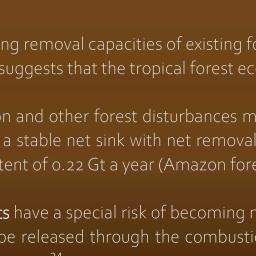 ng removal capacities of existing fo
suggests that the tropical forest ec
on and other forest disturbances m
a stable net sink with net removal
tent of 0.22 Gt a year (Amazon fore
ts have a special risk of becoming n
be released through the combusti
24